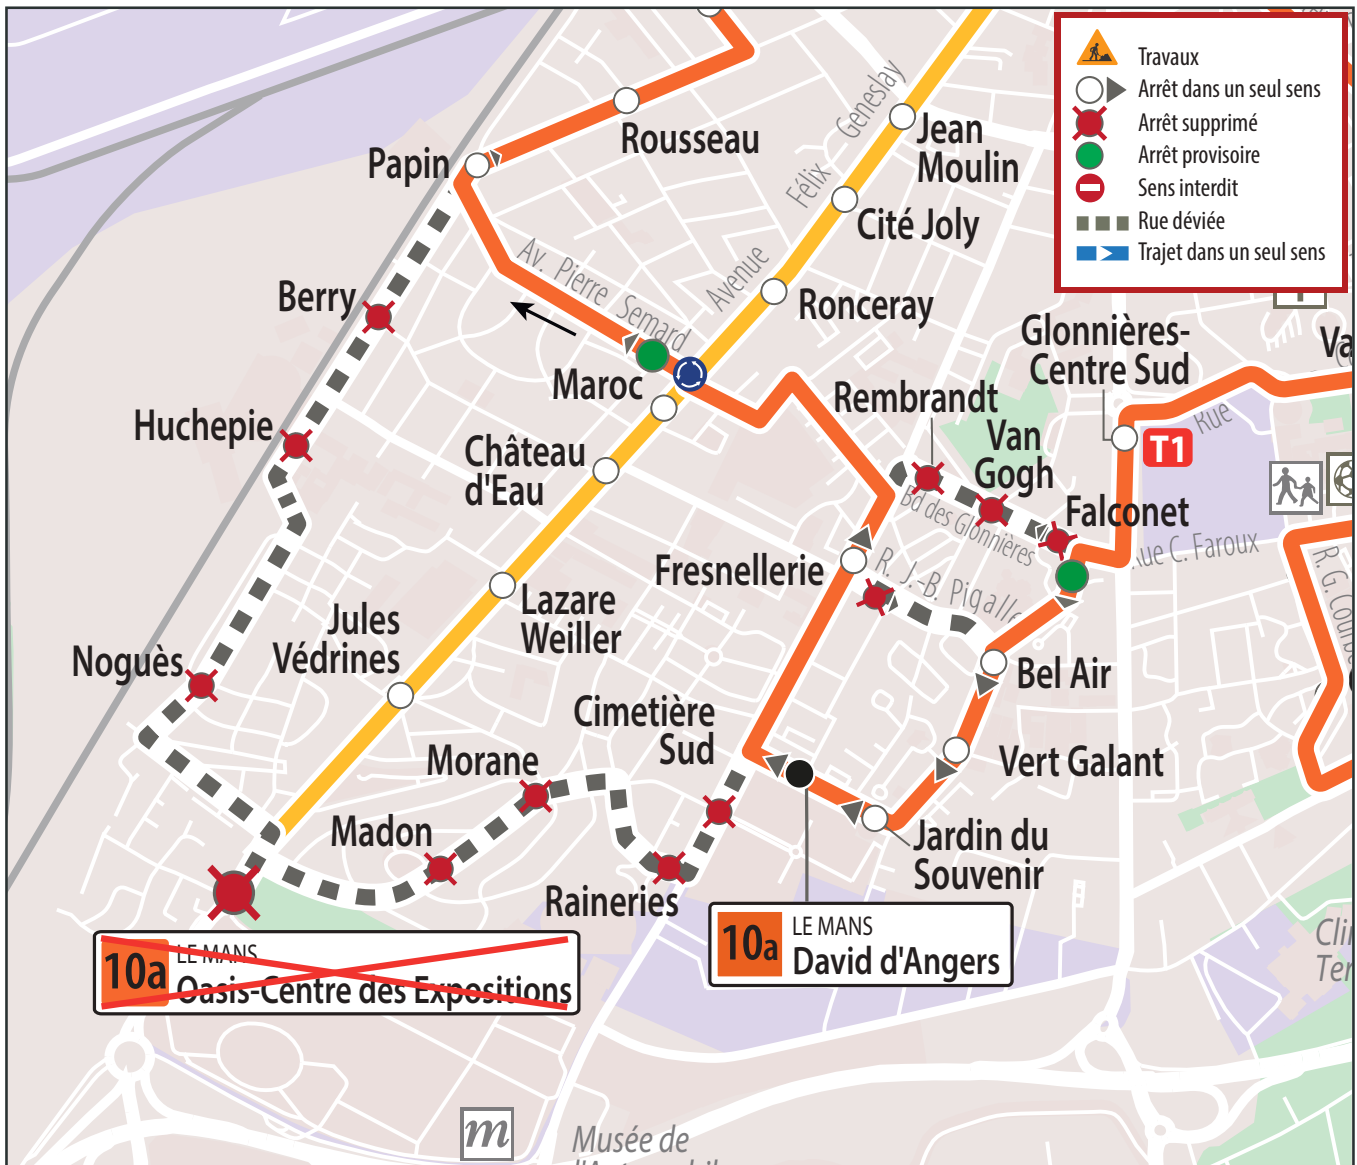 Travaux
Arrêt dans un seul sens
Arrêt supprimé
Arrêt provisoire
Sens interdit
Rue déviée
Trajet dans un seul sens
Rousseau
Papin
Félix Geneslay
Avenue
Jean
Moulin
Cité Joly
Ronceray
Av. Pierre Semard
Berry
Maroc
Huchepie
Château
d'Eau
Glonnières-
Centre Sud
T1
Rue
Rembrandt
Van
Gogh
Falconet
Bd des Glonnières
Rue C. Faroux
Fresnellerie
R. J.-B. Pigalle
Lazare
Weiller
Jules
Védrines
Noguès
Bel Air
Cimetière
Sud
Vert Galant
Morane
Madon
Raineries
Jardin du
Souvenir
10a LE MANS
David d'Angers
10a LE MANS
Oasis-Centre des Expositions
m
Musée de